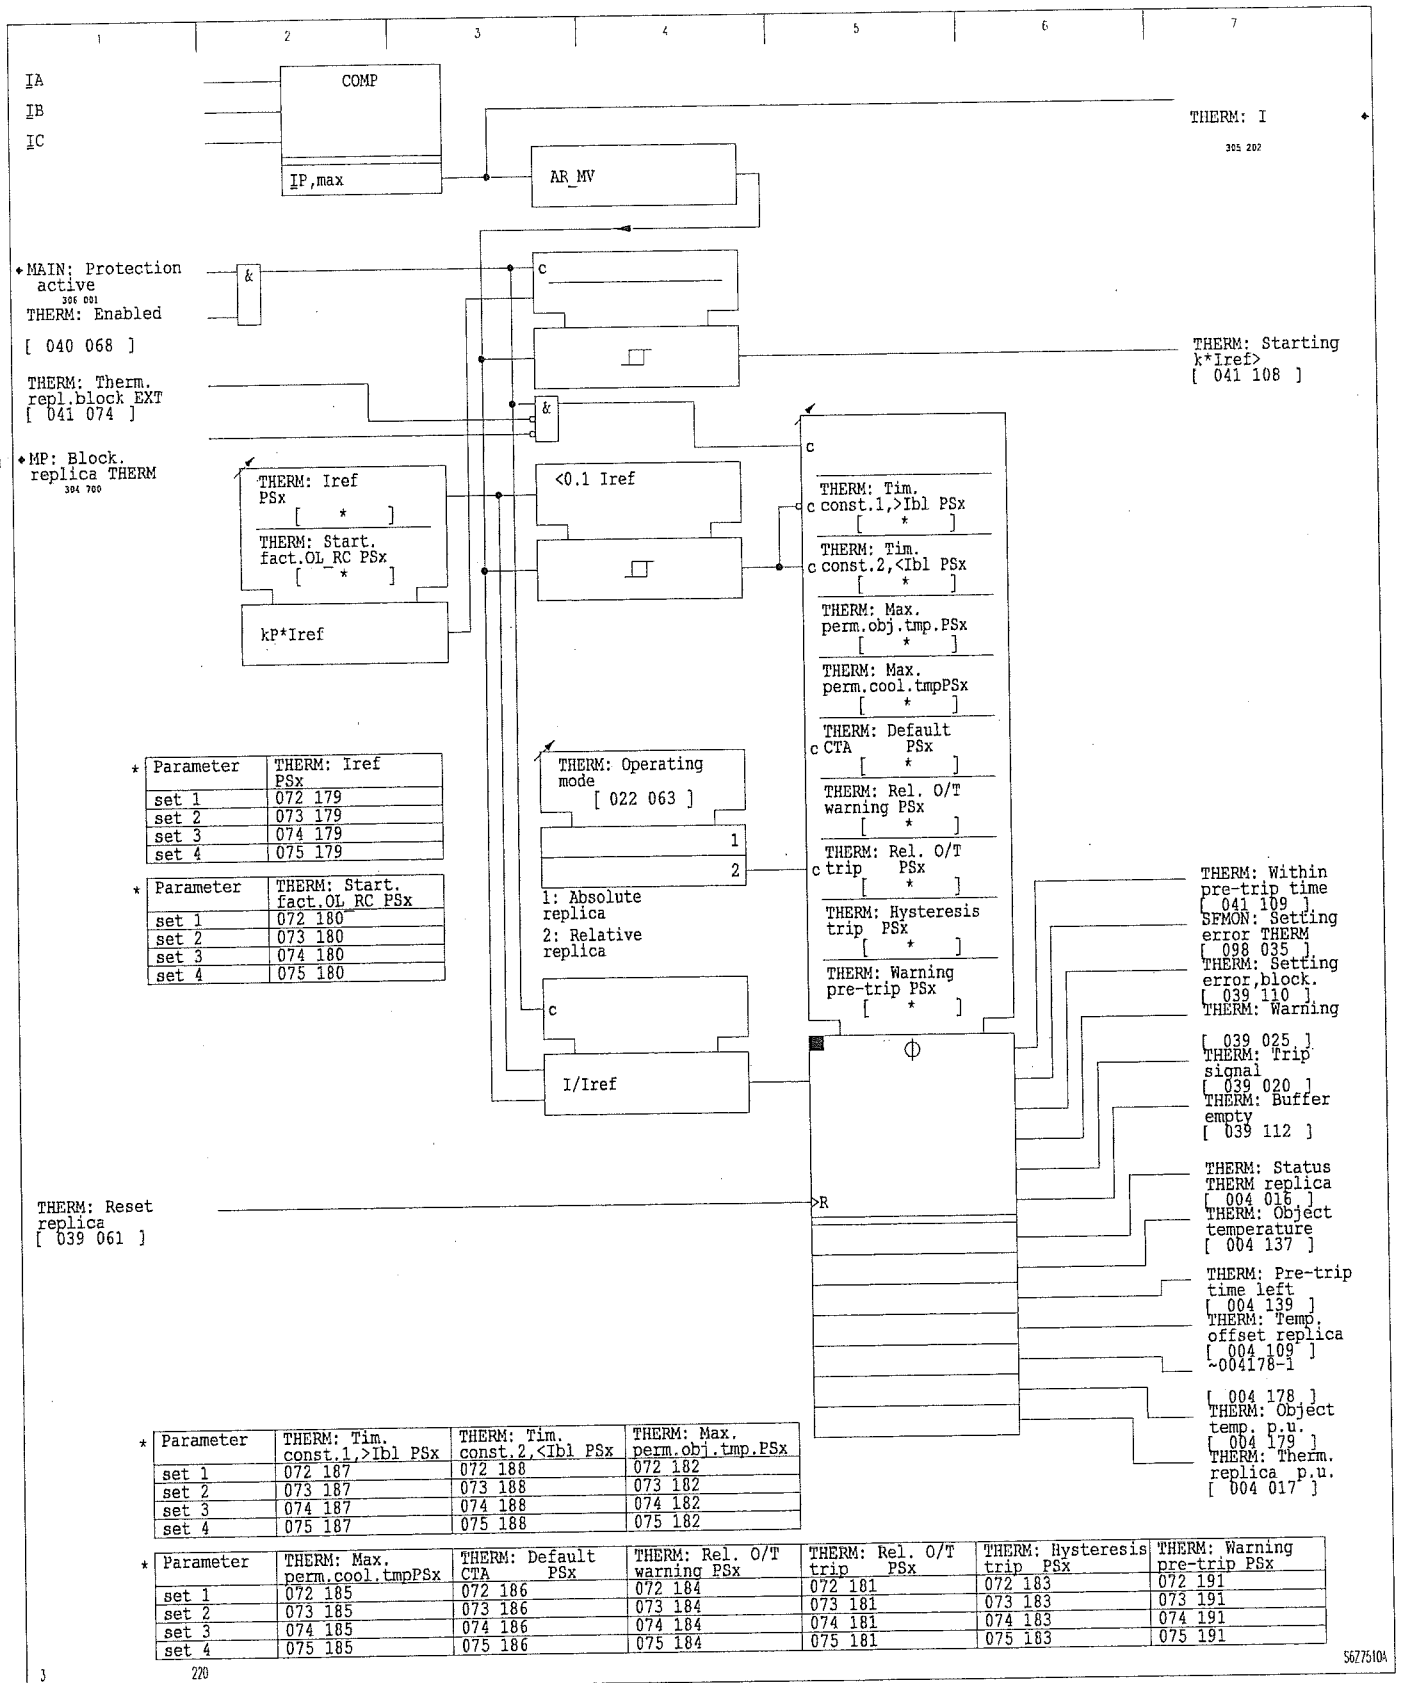 1 2 3 4 5 6 7
IA
IB
IC
COMP
IP,max
AR_MV
THERM: I
305 202
MAIN: Protection
active
306 001
THERM: Enabled
[ 040 068 ]
&
C
THERM: Starting
k*Iref>
[ 041 108 ]
THERM: Therm.
repl.block EXT
[ 041 074 ]
&
MP: Block.
replica THERM
304 700
THERM: Iref
PSx
[ * ]
THERM: Start.
fact.OL_RC PSx
[ * ]
kP*Iref
<0.1 Iref
C
THERM: Tim.
C const.1,>Ibl PSx
[ * ]
THERM: Tim.
C const.2,<Ibl PSx
[ * ]
THERM: Max.
perm.obj.tmp.PSx
[ * ]
THERM: Max.
perm.cool.tmpPSx
[ * ]
THERM: Default
C CTA PSx
[ * ]
THERM: Rel. O/T
warning PSx
[ * ]
THERM: Rel. O/T
C trip PSx
[ * ]
THERM: Hysteresis
trip PSx
[ * ]
THERM: Warning
pre-trip PSx
[ * ]
* Parameter THERM: Iref
PSx
set 1 072 179
set 2 073 179
set 3 074 179
set 4 075 179
* Parameter THERM: Start.
fact.OL_RC PSx
set 1 072 180
set 2 073 180
set 3 074 180
set 4 075 180
THERM: Operating
mode
[ 022 063 ]
1
2
1: Absolute
replica
2: Relative
replica
C
I/Iref
Φ
R
THERM: Reset
replica
[ 039 061 ]
THERM: Within
pre-trip time
[ 041 109 ]
SFMON: Setting
error THERM
[ 098 035 ]
THERM: Setting
error,block.
[ 039 110 ]
THERM: Warning
[ 039 025 ]
THERM: Trip
signal
[ 039 020 ]
THERM: Buffer
empty
[ 039 112 ]
THERM: Status
THERM replica
[ 004 016 ]
THERM: Object
temperature
[ 004 137 ]
THERM: Pre-trip
time left
[ 004 139 ]
THERM: Temp.
offset replica
[ 004 109 ]
~004178-1
[ 004 178 ]
THERM: Object
temp. p.u.
[ 004 179 ]
THERM: Therm.
replica p.u.
[ 004 017 ]
* Parameter THERM: Tim. THERM: Tim. THERM: Max.
const.1,>Ibl PSx const.2,<Ibl PSx perm.obj.tmp.PSx
set 1 072 187 072 188 072 182
set 2 073 187 073 188 073 182
set 3 074 187 074 188 074 182
set 4 075 187 075 188 075 182
* Parameter THERM: Max. THERM: Default THERM: Rel. O/T THERM: Rel. O/T THERM: Hysteresis THERM: Warning
perm.cool.tmpPSx CTA PSx warning PSx trip PSx trip PSx pre-trip PSx
set 1 072 185 072 186 072 184 072 181 072 183 072 191
set 2 073 185 073 186 073 184 073 181 073 183 073 191
set 3 074 185 074 186 074 184 074 181 074 183 074 191
set 4 075 185 075 186 075 184 075 181 075 183 075 191
S6Z7510A
3 220